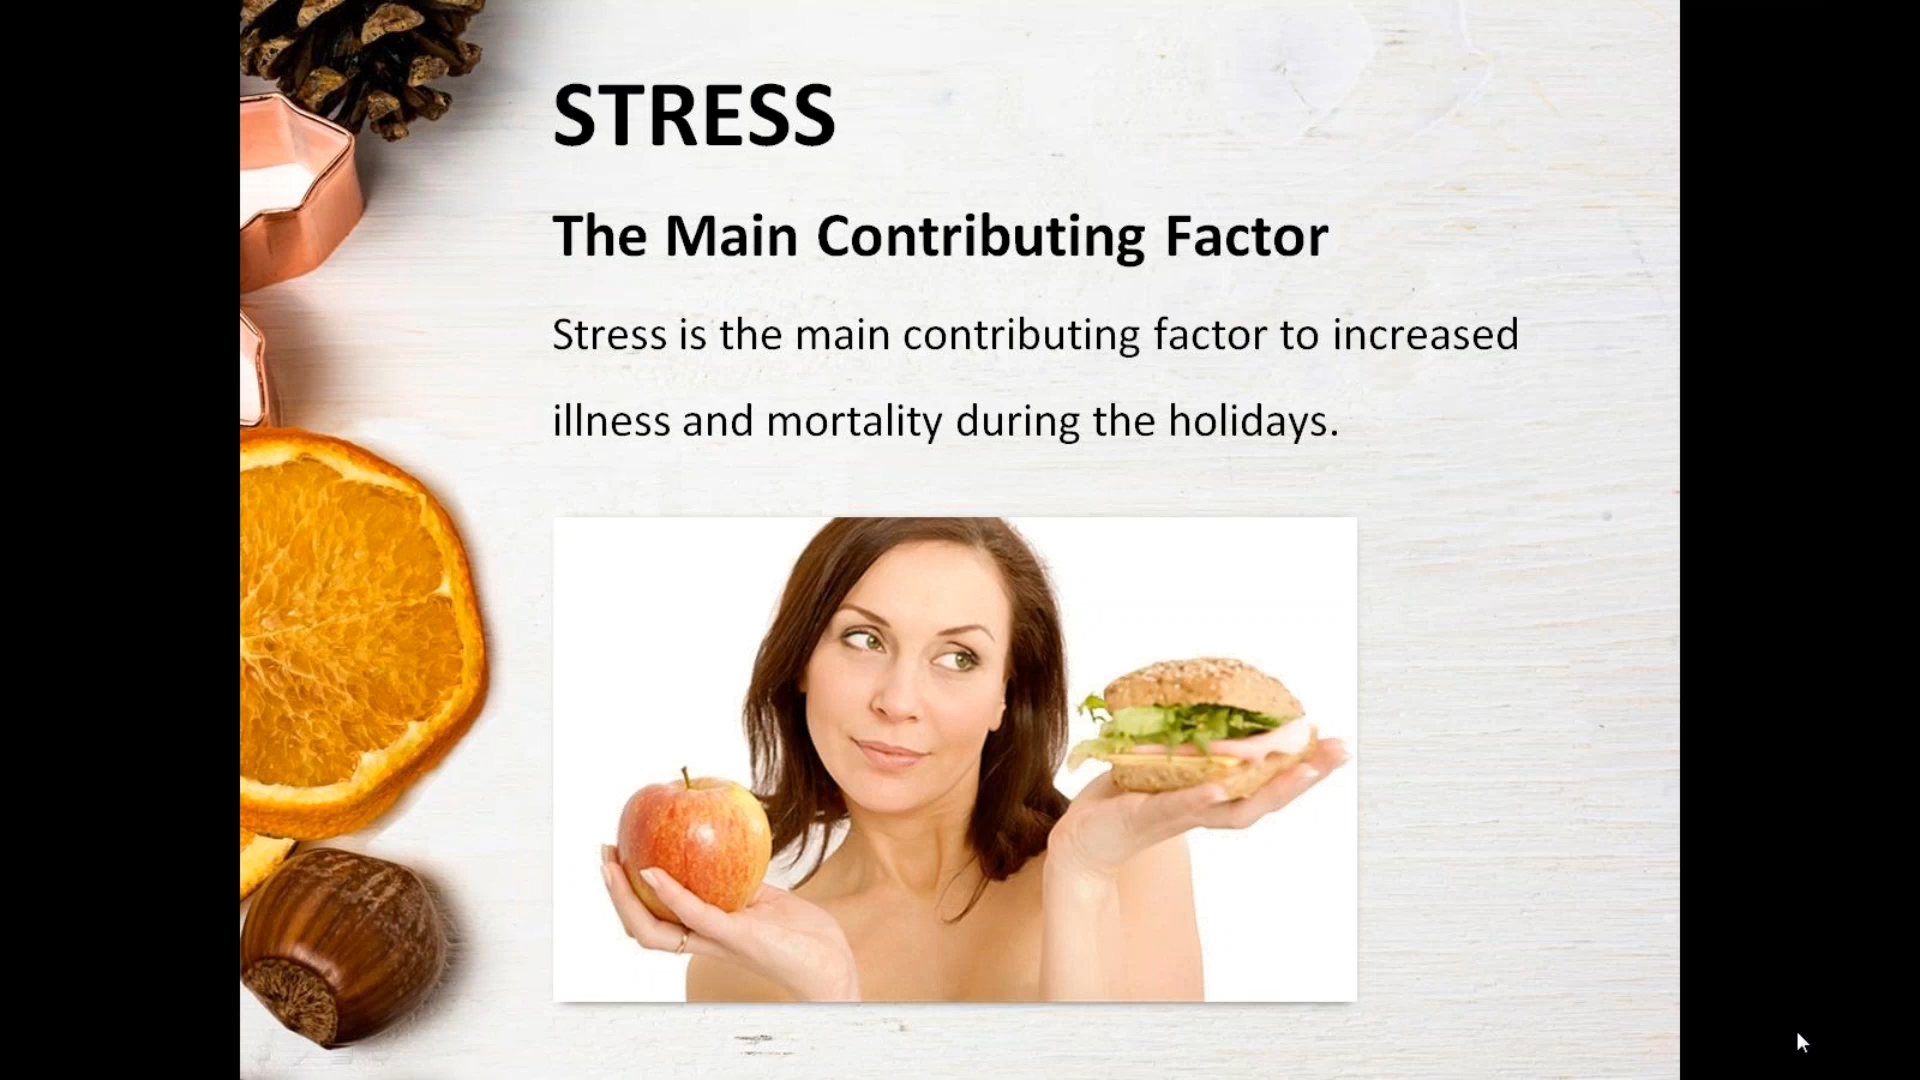 STRESS
The Main Contributing Factor
Stress is the main contributing factor to increased
illness and mortality during the holidays.